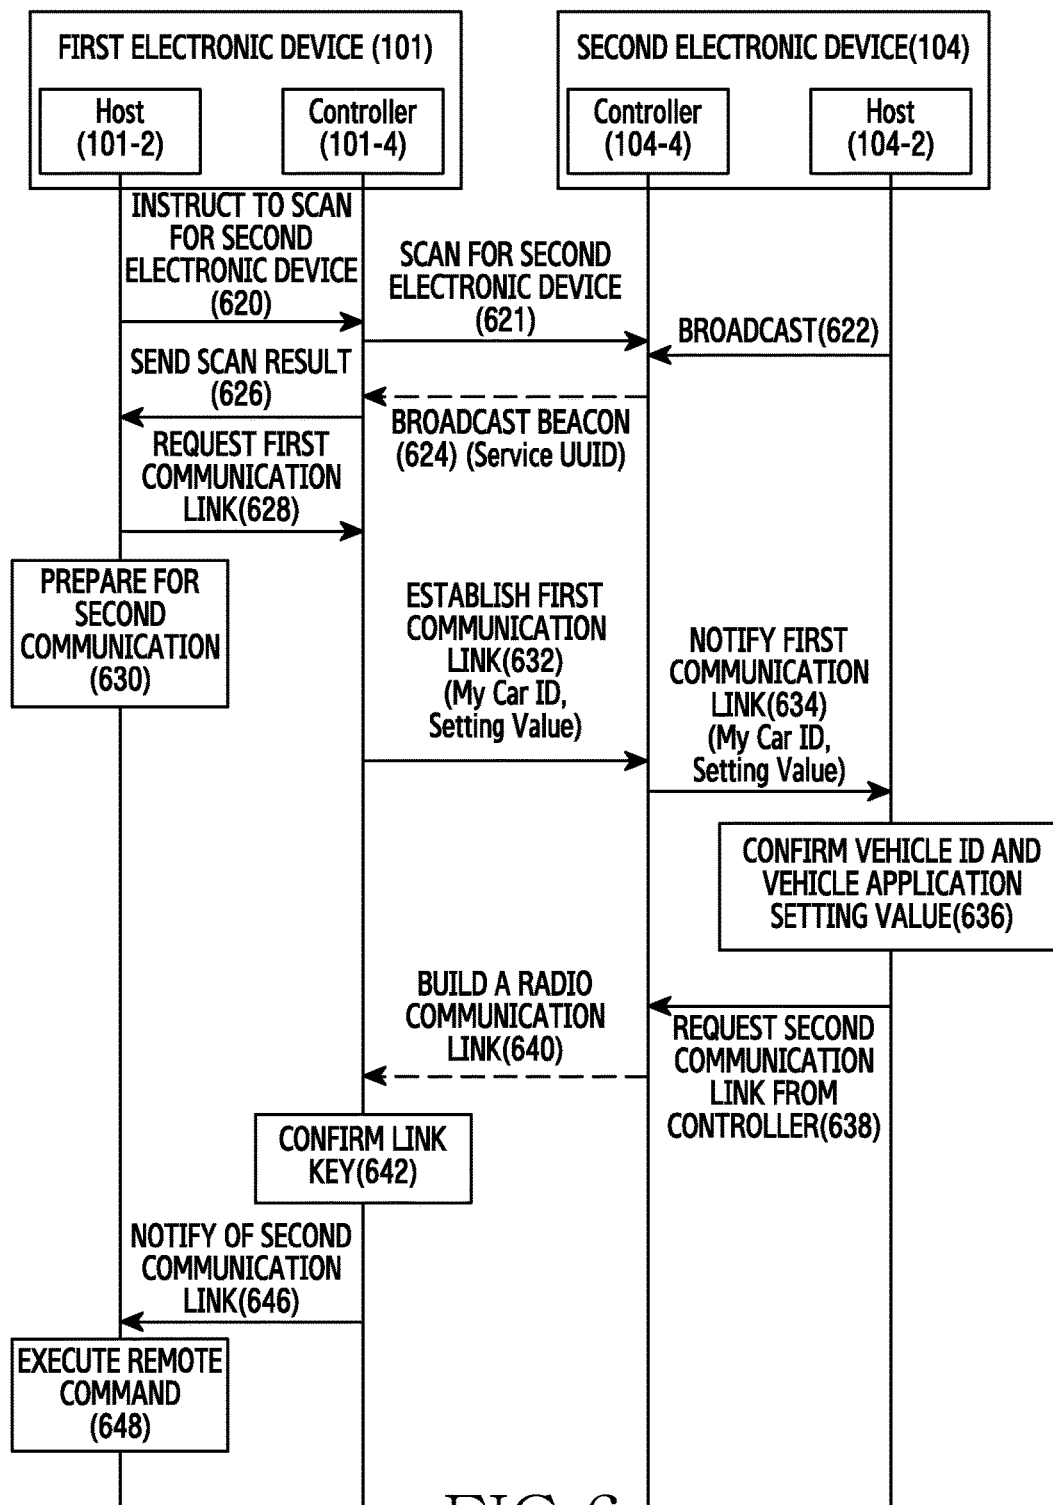 FIRST ELECTRONIC DEVICE (101)
Host
(101-2)
Controller
(101-4)
SECOND ELECTRONIC DEVICE(104)
Controller
(104-4)
Host
(104-2)
INSTRUCT TO SCAN
FOR SECOND
ELECTRONIC DEVICE
(620)
SCAN FOR SECOND
ELECTRONIC DEVICE
(621)
BROADCAST(622)
SEND SCAN RESULT
(626)
BROADCAST BEACON
(624) (Service UUID)
REQUEST FIRST
COMMUNICATION
LINK(628)
PREPARE FOR
SECOND
COMMUNICATION
(630)
ESTABLISH FIRST
COMMUNICATION
LINK(632)
(My Car ID,
Setting Value)
NOTIFY FIRST
COMMUNICATION
LINK(634)
(My Car ID,
Setting Value)
CONFIRM VEHICLE ID AND
VEHICLE APPLICATION
SETTING VALUE(636)
BUILD A RADIO
COMMUNICATION
LINK(640)
REQUEST SECOND
COMMUNICATION
LINK FROM
CONTROLLER(638)
CONFIRM LINK
KEY(642)
NOTIFY OF SECOND
COMMUNICATION
LINK(646)
EXECUTE REMOTE
COMMAND
(648)